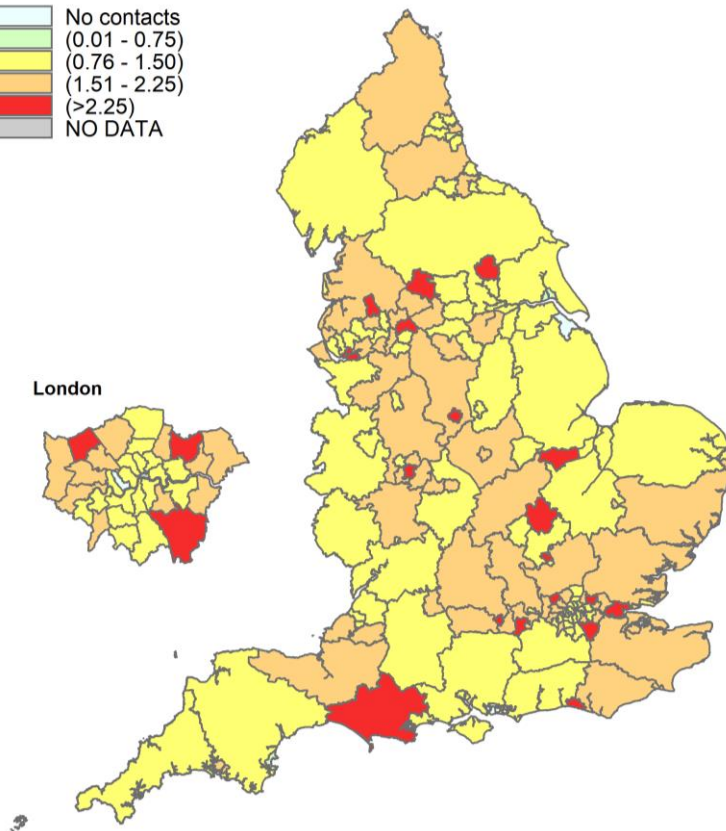 No contacts
(0.01 - 0.75)
(0.76 - 1.50)
(1.51 - 2.25)
(>2.25)
NO DATA
London